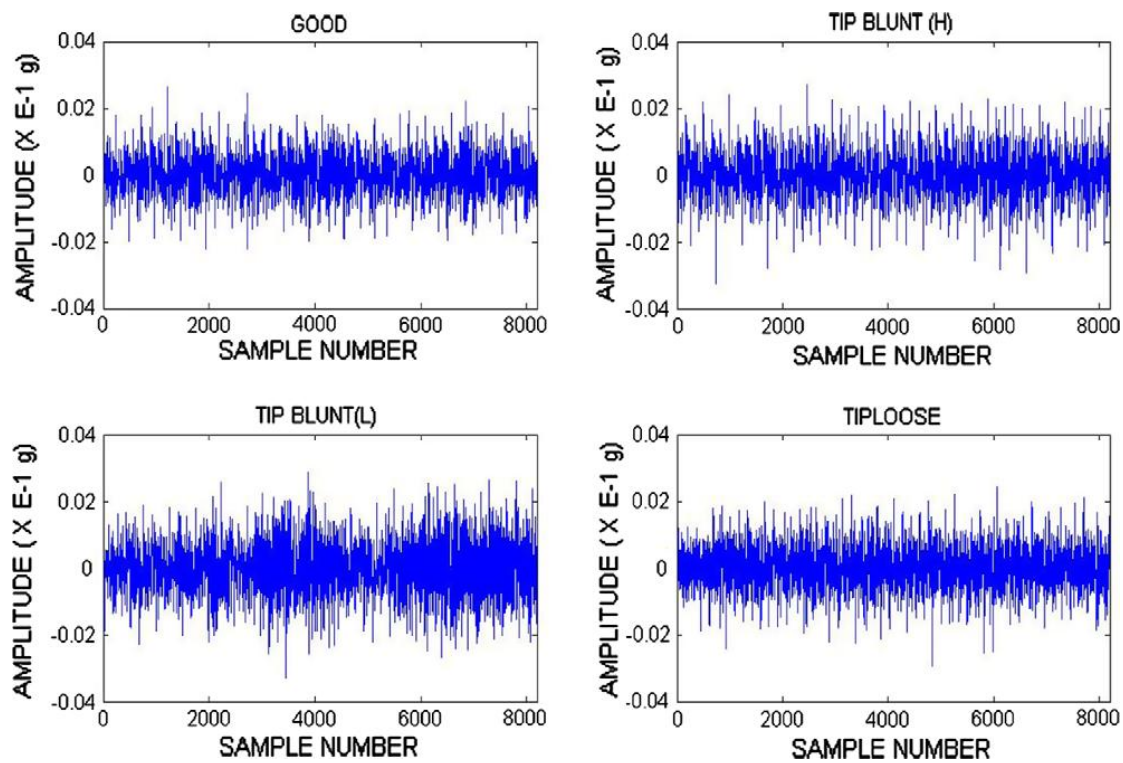 GOOD
AMPLITUDE (X E-1 g)
0.04
0.02
0
-0.02
-0.04
0 2000 4000 6000 8000
SAMPLE NUMBER
TIP BLUNT (H)
AMPLITUDE ( X E-1 g)
0.04
0.02
0
-0.02
-0.04
0 2000 4000 6000 8000
SAMPLE NUMBER
TIP BLUNT(L)
AMPLITUDE ( X E-1 g)
0.04
0.02
0
-0.02
-0.04
0 2000 4000 6000 8000
SAMPLE NUMBER
TIPLOOSE
AMPLITUDE ( X E-1 g)
0.04
0.02
0
-0.02
-0.04
0 2000 4000 6000 8000
SAMPLE NUMBER